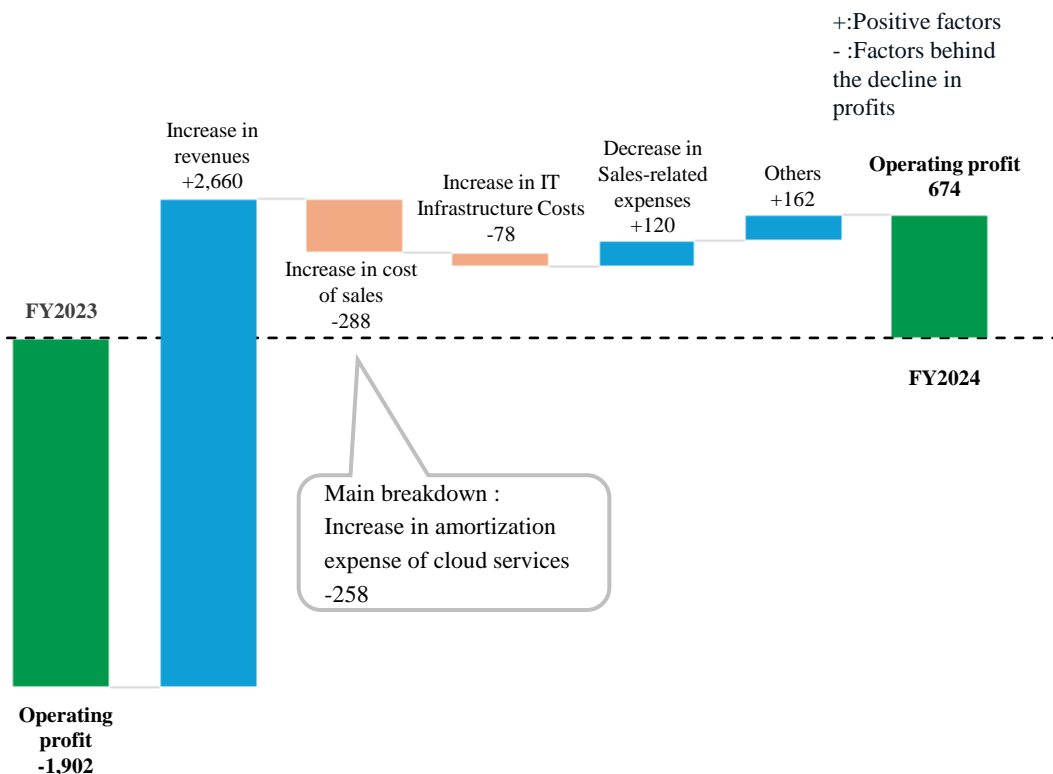 +:Positive factors
- :Factors behind
the decline in
profits
Increase in
revenues
+2,660
Increase in IT
Infrastructure Costs
-78
Decrease in
Sales-related
expenses
+120
Others
+162
Operating profit
674
Increase in cost
of sales
-288
FY2023
FY2024
Main breakdown :
Increase in amortization
expense of cloud services
-258
Operating
profit
-1,902